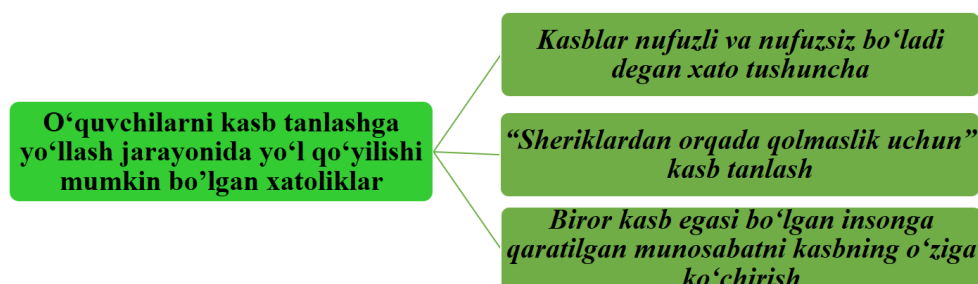 Kasblar nufuzli va nufuzsiz bo‘ladi
degan xato tushuncha
O‘quvchilarni kasb tanlashga
yo‘llash jarayonida yo‘l qo‘yilishi
mumkin bo’lgan xatoliklar
“Sheriklardan orqada qolmaslik uchun”
kasb tanlash
Biror kasb egasi bo‘lgan insonga
qaratilgan munosabatni kasbning o‘ziga
ko‘chirish